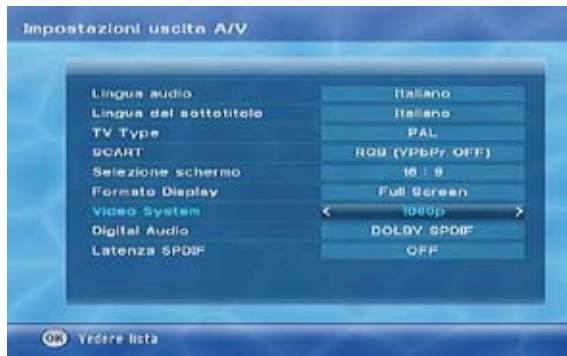 Impostazioni uscita A/V
Lingua audio Italiano
Lingua del sottotitolo Italiano
TV Type PAL
SCART RGB (YPbPr OFF)
Selezione schermo 16 : 9
Formato Display Full Screen
Video System < 1080p >
Digital Audio DOLBY SPDIF
Latenza SPDIF OFF
OK Vedere lista